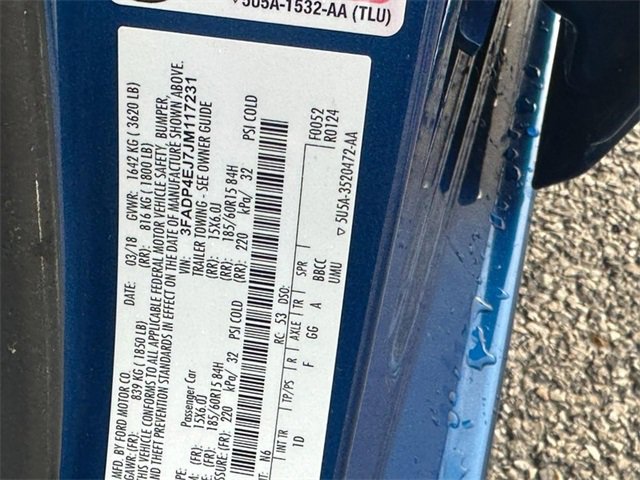 5U5A-1532-AA (TLU)
MFD. BY FORD MOTOR CO.
DATE: 03/18 GVWR: 1642 KG ( 3620 LB)
GAWR: (FR): 839 KG ( 1850 LB) (RR): 816 KG ( 1800 LB)
THIS VEHICLE CONFORMS TO ALL APPLICABLE FEDERAL MOTOR VEHICLE SAFETY, BUMPER,
THEFT PREVENTION STANDARDS IN EFFECT ON THE DATE OF MANUFACTURE SHOWN ABOVE.
VIN: 3FADP4EJ7JM117231
Passenger Car TRAILER TOWING - SEE OWNER GUIDE
(FR): 15X6.0J (RR): 15X6.0J
(FR): 185/60R15 84H (RR): 185/60R15 84H
(FR): 220 kPa/ 32 PSI COLD (RR): 220 kPa/ 32 PSI COLD
N6 RC: 53 DSO: F0052
R0124
INT TR TP/PS R AXLE TR SPR
1D F GG A BBCC
UMU
▽ 5U5A-3520472-AA